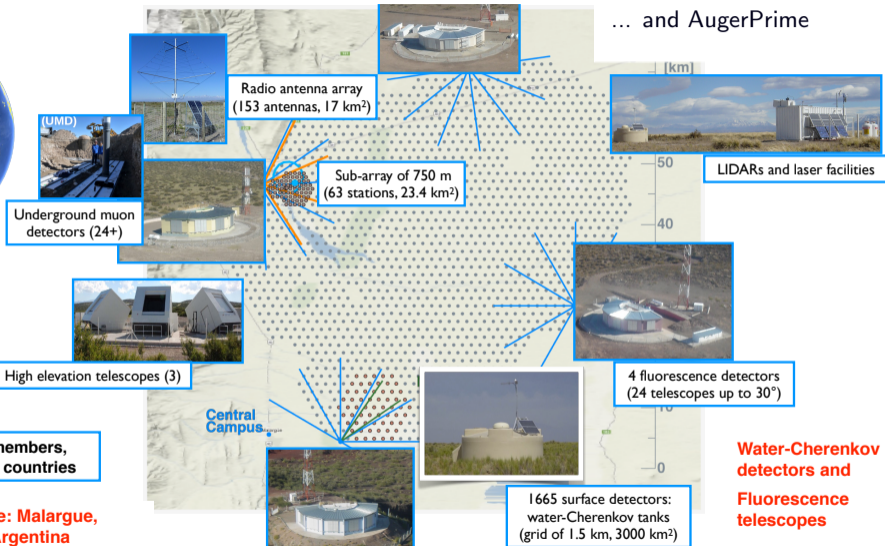 ... and AugerPrime
[km]
Radio antenna array
(153 antennas, 17 km²)
(UMD)
50
LIDARs and laser facilities
Sub-array of 750 m
(63 stations, 23.4 km²)
Underground muon
detectors (24+)
40
High elevation telescopes (3)
4 fluorescence detectors
(24 telescopes up to 30°)
10
Central
Campus
members,
countries
Water-Cherenkov
detectors and
Fluorescence
telescopes
0
1665 surface detectors:
water-Cherenkov tanks
(grid of 1.5 km, 3000 km²)
e: Malargue,
Argentina